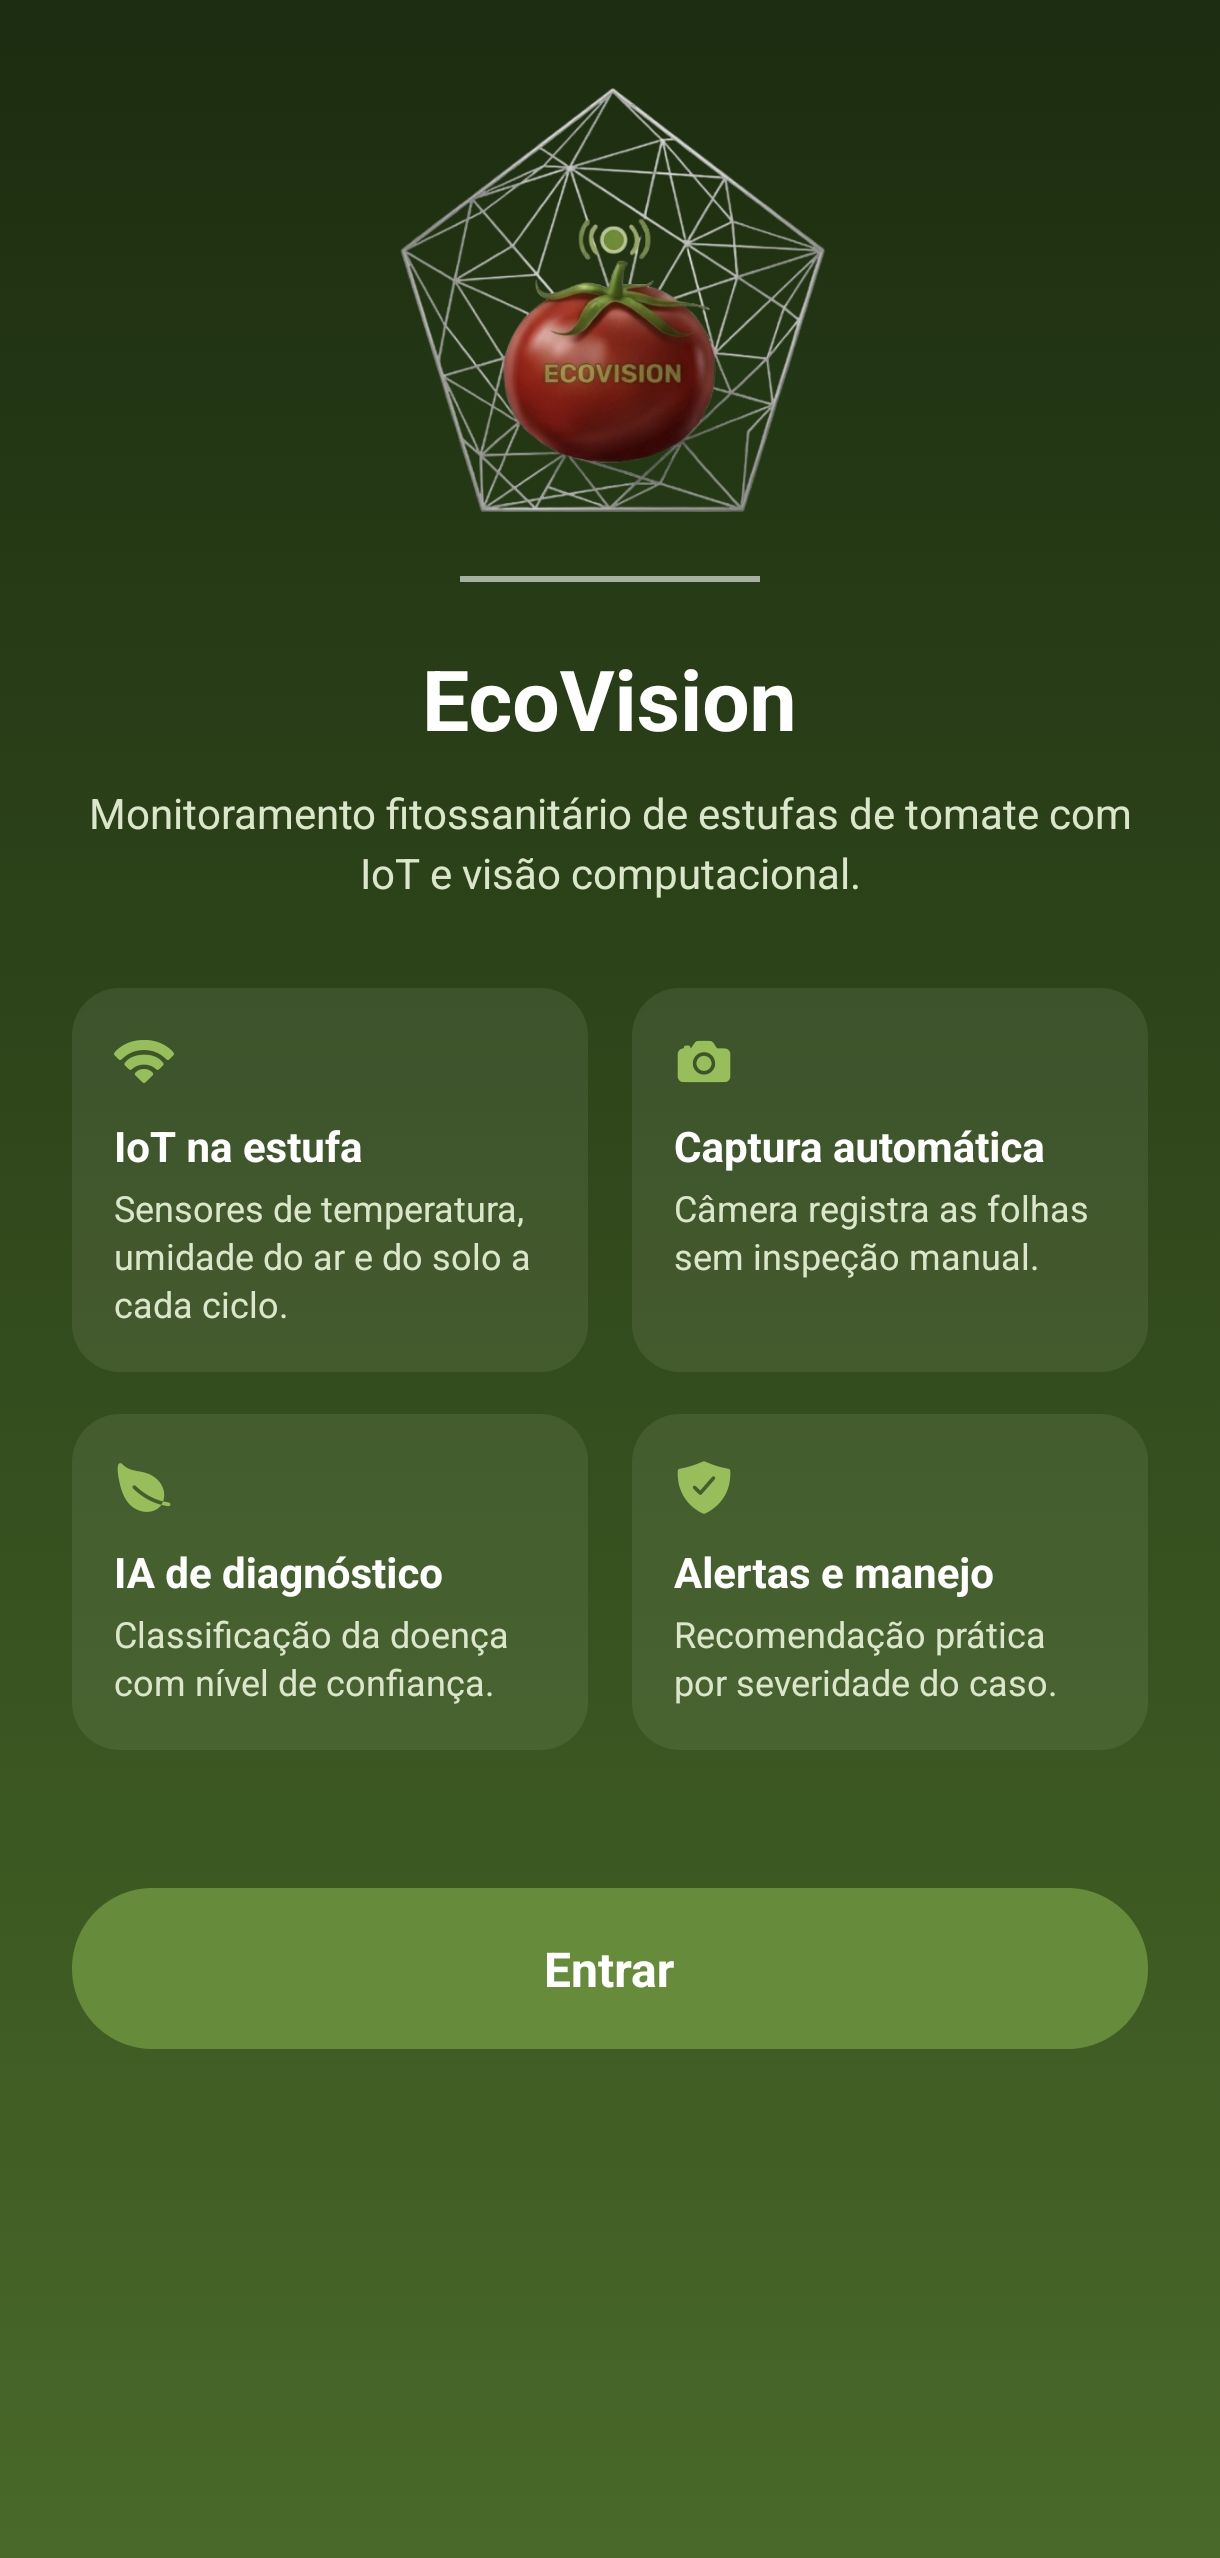 ECOVISION
EcoVision
Monitoramento fitossanitário de estufas de tomate com
IoT e visão computacional.
IoT na estufa
Sensores de temperatura,
umidade do ar e do solo a
cada ciclo.
Captura automática
Câmera registra as folhas
sem inspeção manual.
IA de diagnóstico
Classificação da doença
com nível de confiança.
Alertas e manejo
Recomendação prática
por severidade do caso.
Entrar